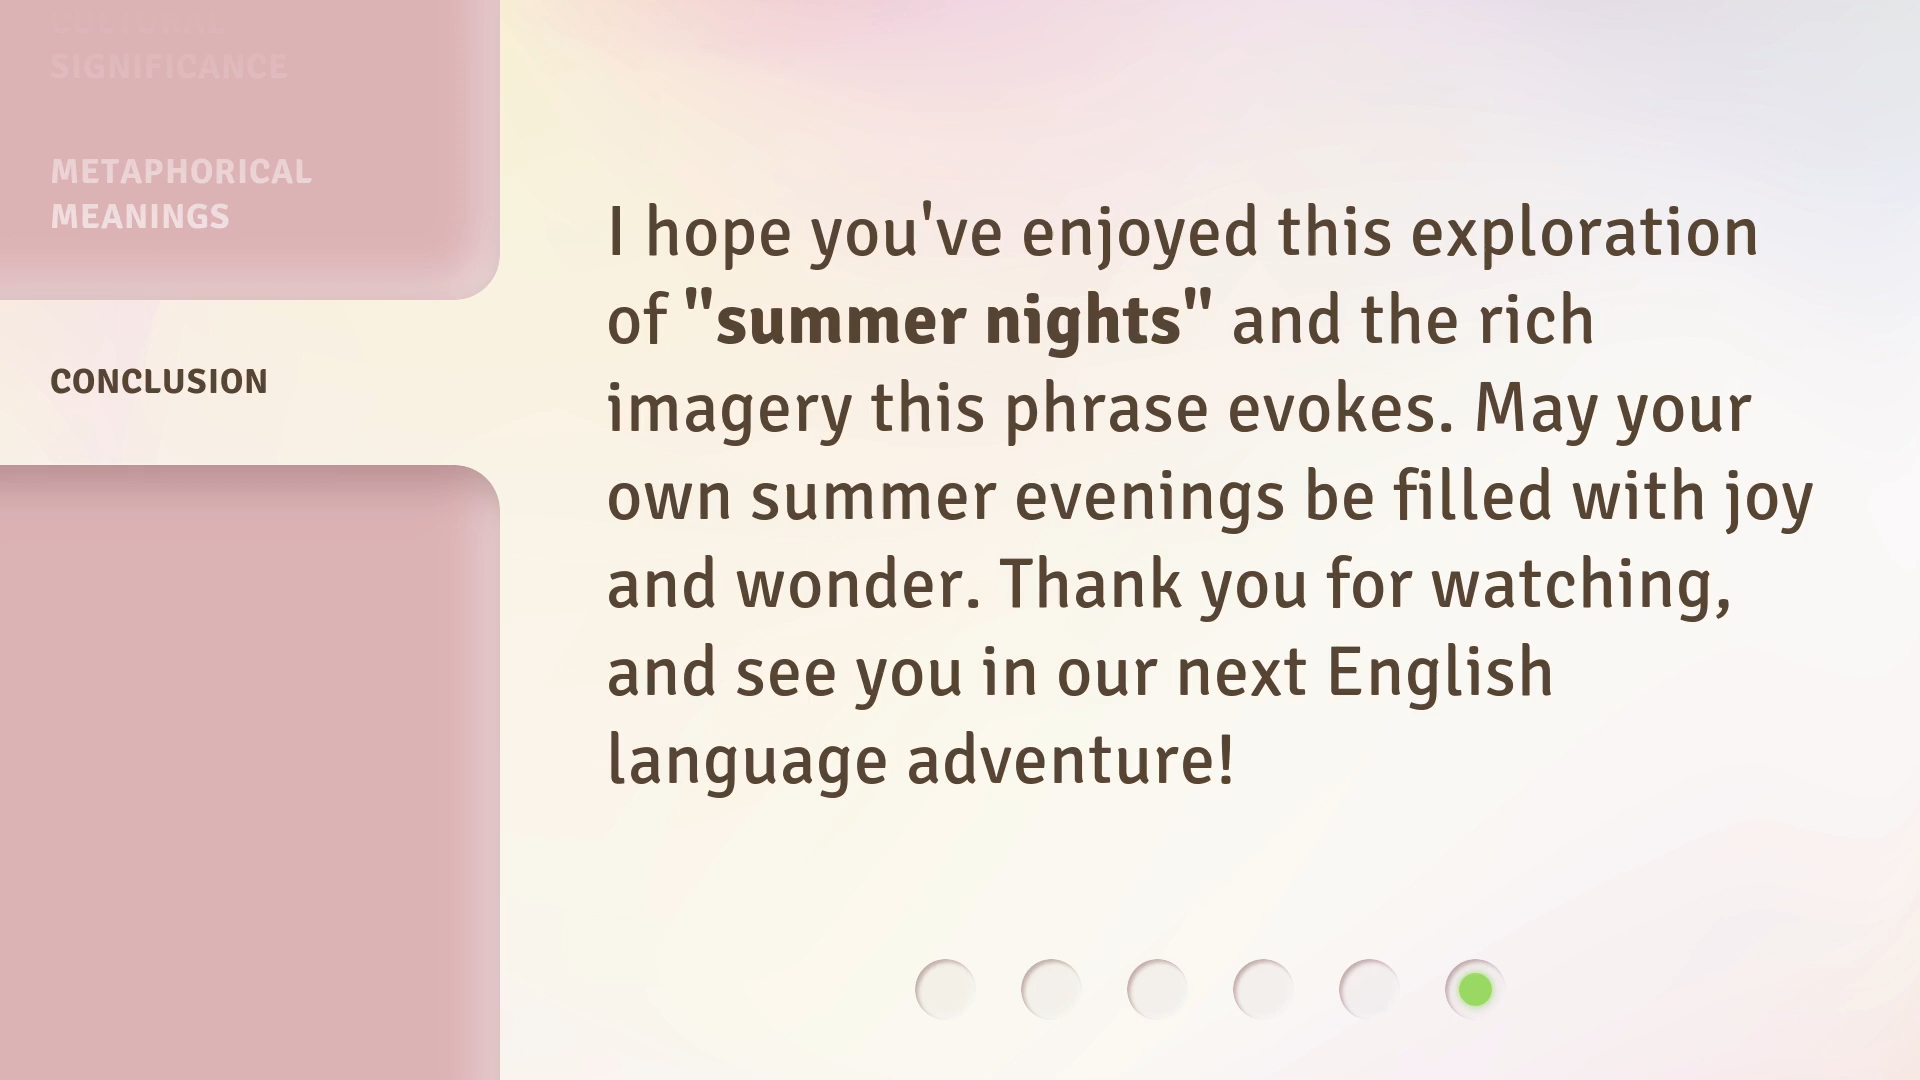 CULTURAL
SIGNIFICANCE
METAPHORICAL
MEANINGS
CONCLUSION
I hope you've enjoyed this exploration
of "summer nights" and the rich
imagery this phrase evokes. May your
own summer evenings be filled with joy
and wonder. Thank you for watching,
and see you in our next English
language adventure!